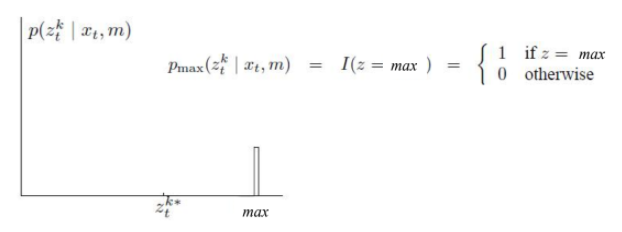 p(z_t^k | x_t, m)
p_max(z_t^k | x_t, m) = I(z = max ) = { 1 if z = max
0 otherwise
z_t^{k*}
max